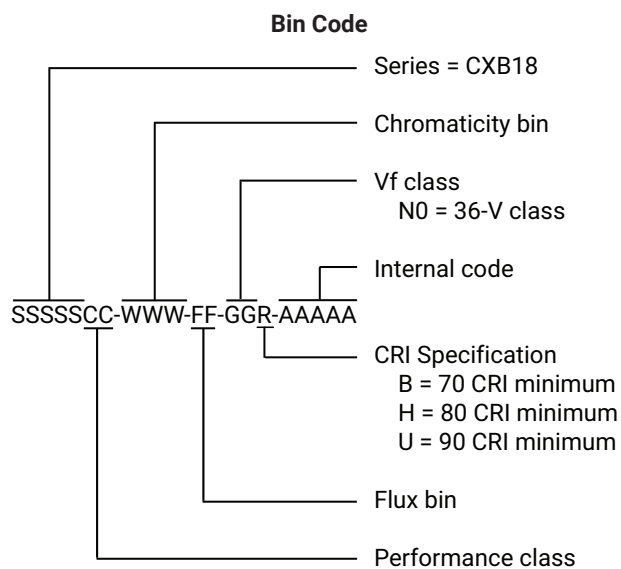 Bin Code
Series = CXB18
Chromaticity bin
Vf class
N0 = 36-V class
Internal code
SSSSSCC-WWW-FF-GGR-AAAAA
CRI Specification
B = 70 CRI minimum
H = 80 CRI minimum
U = 90 CRI minimum
Flux bin
Performance class